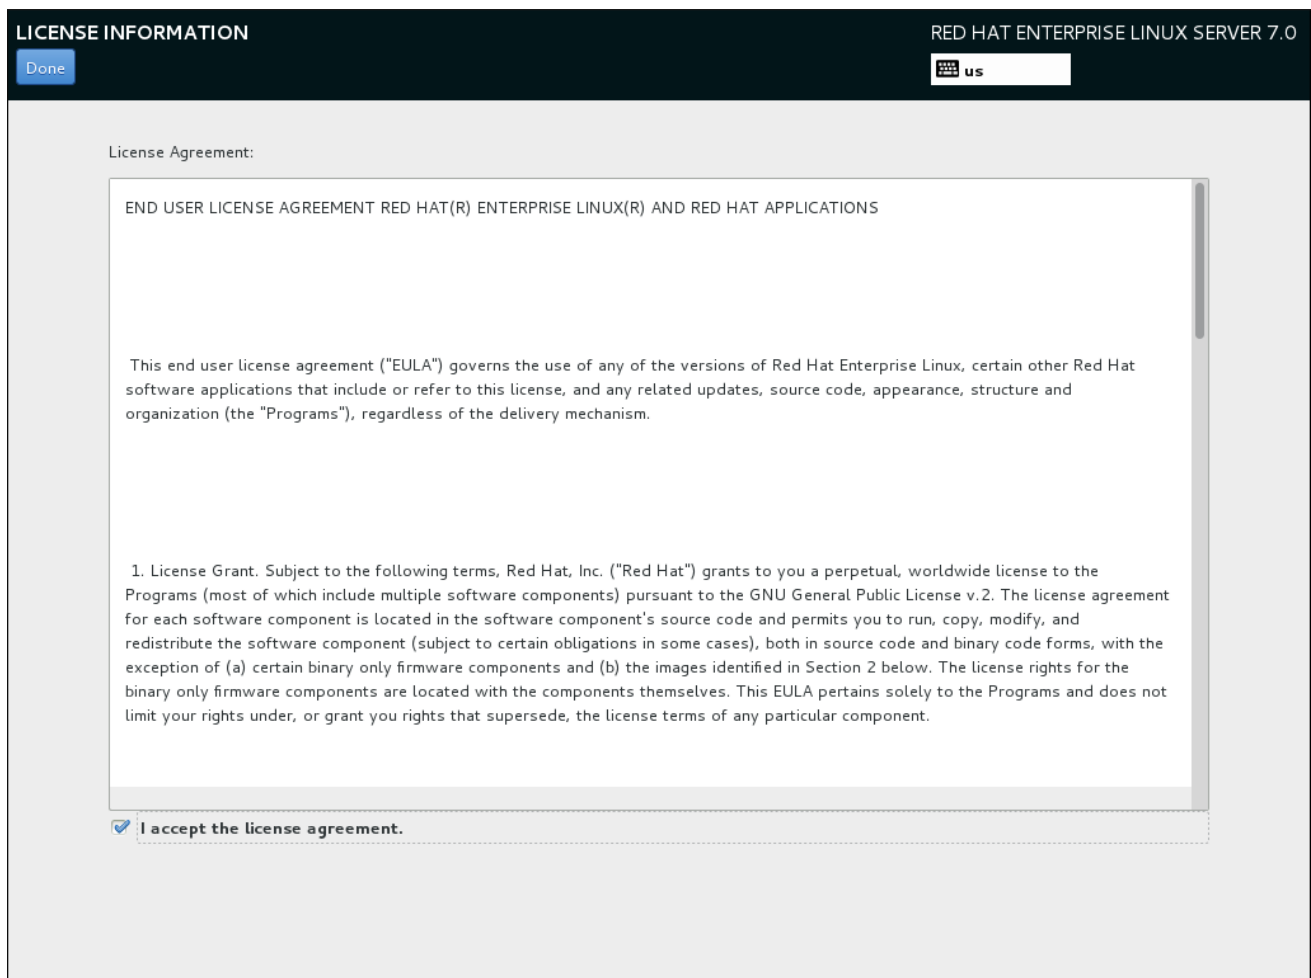 LICENSE INFORMATION
RED HAT ENTERPRISE LINUX SERVER 7.0
Done
us
License Agreement:
END USER LICENSE AGREEMENT RED HAT(R) ENTERPRISE LINUX(R) AND RED HAT APPLICATIONS
This end user license agreement ("EULA") governs the use of any of the versions of Red Hat Enterprise Linux, certain other Red Hat
software applications that include or refer to this license, and any related updates, source code, appearance, structure and
organization (the "Programs"), regardless of the delivery mechanism.
1. License Grant. Subject to the following terms, Red Hat, Inc. ("Red Hat") grants to you a perpetual, worldwide license to the
Programs (most of which include multiple software components) pursuant to the GNU General Public License v.2. The license agreement
for each software component is located in the software component's source code and permits you to run, copy, modify, and
redistribute the software component (subject to certain obligations in some cases), both in source code and binary code forms, with the
exception of (a) certain binary only firmware components and (b) the images identified in Section 2 below. The license rights for the
binary only firmware components are located with the components themselves. This EULA pertains solely to the Programs and does not
limit your rights under, or grant you rights that supersede, the license terms of any particular component.
I accept the license agreement.